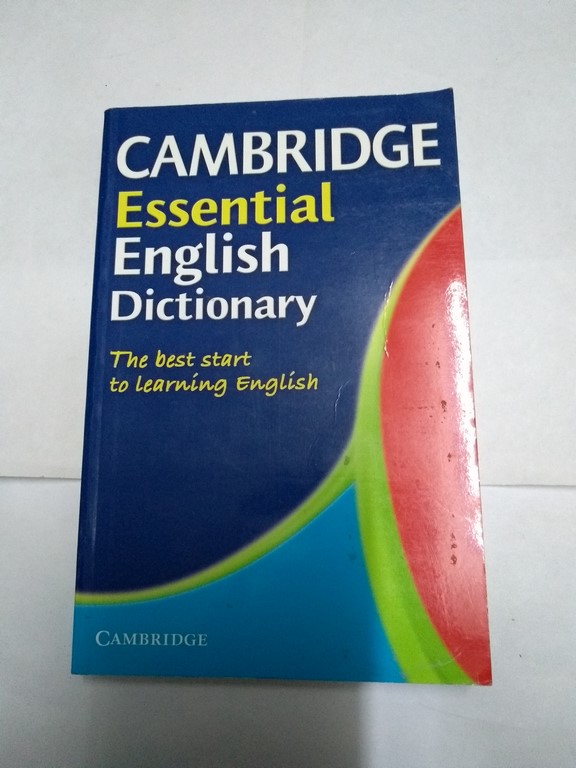 CAMBRIDGE
Essential
English
Dictionary
The best start
to learning English
CAMBRIDGE